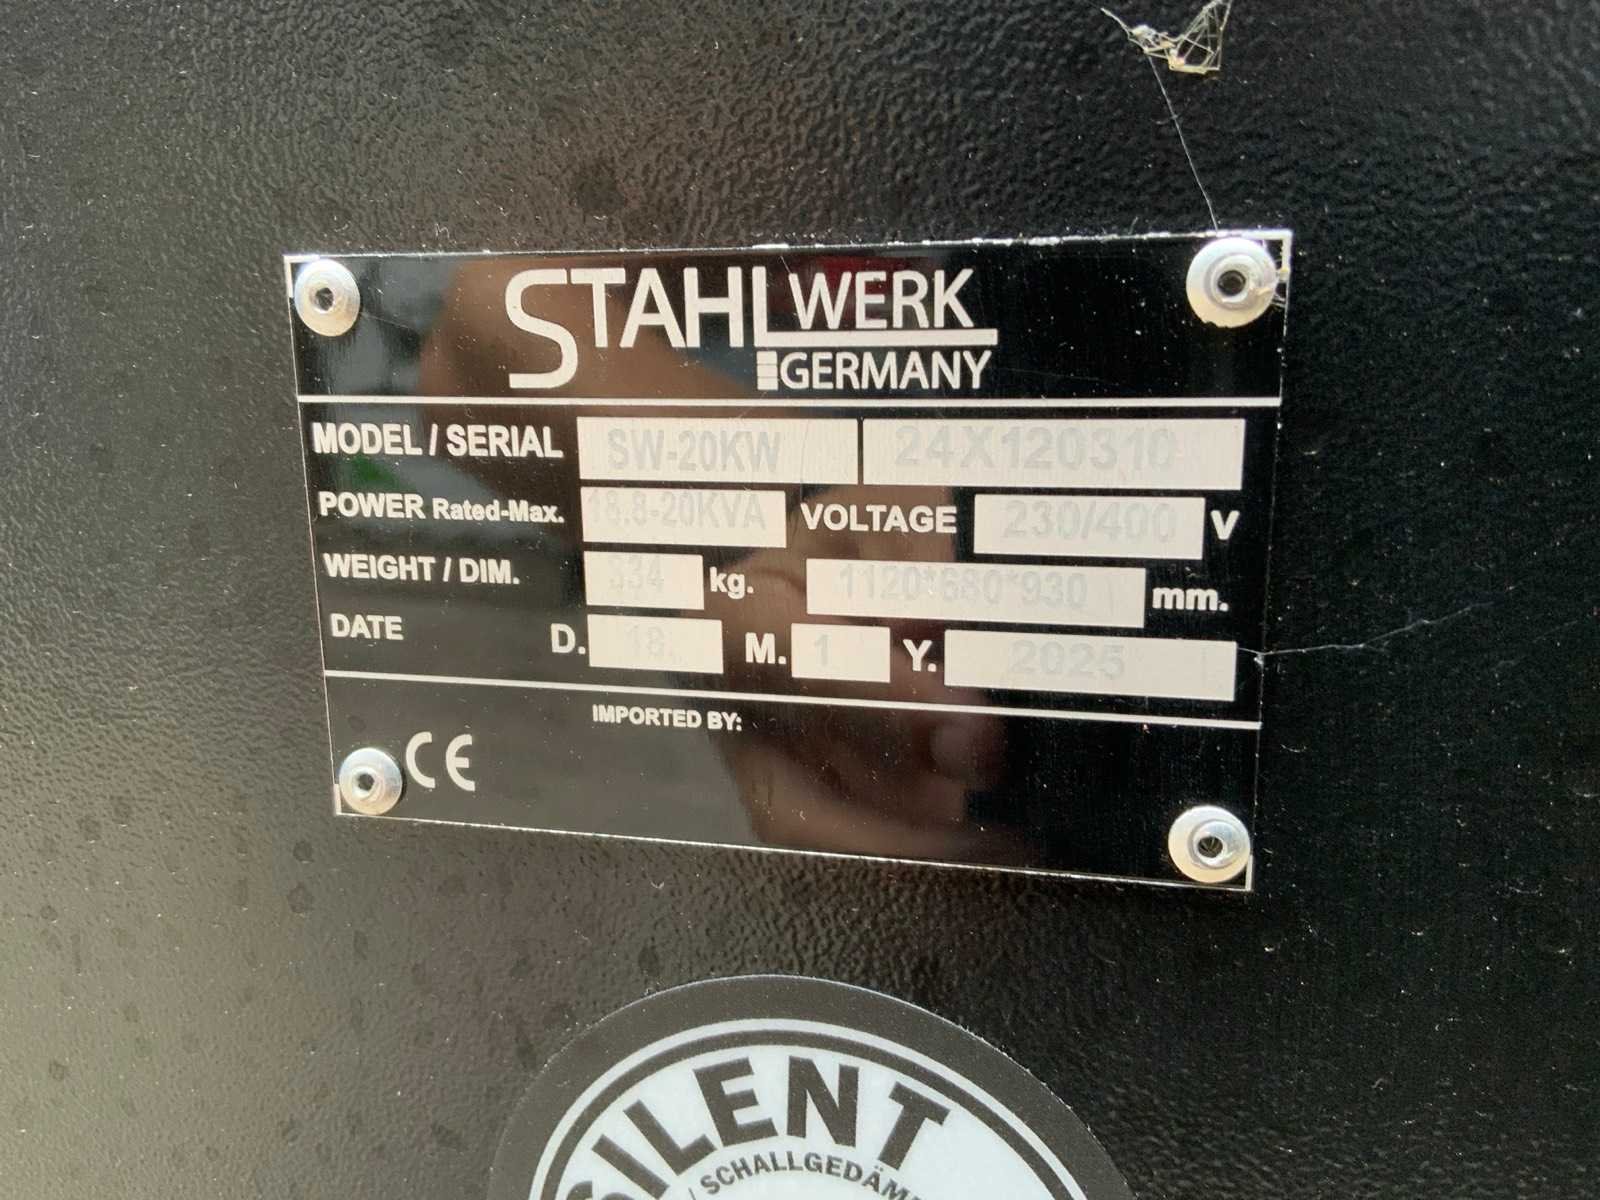 STAHLWERK
GERMANY
MODEL / SERIAL SW-20KW 24X120310
POWER Rated-Max. 18.8-20KVA VOLTAGE 230/400 V
WEIGHT / DIM. 334 kg. 1120*680*930 mm.
DATE D. 18. M. 1 Y. 2025
IMPORTED BY:
CE
SILENT
/ SCHALLGEDÄM